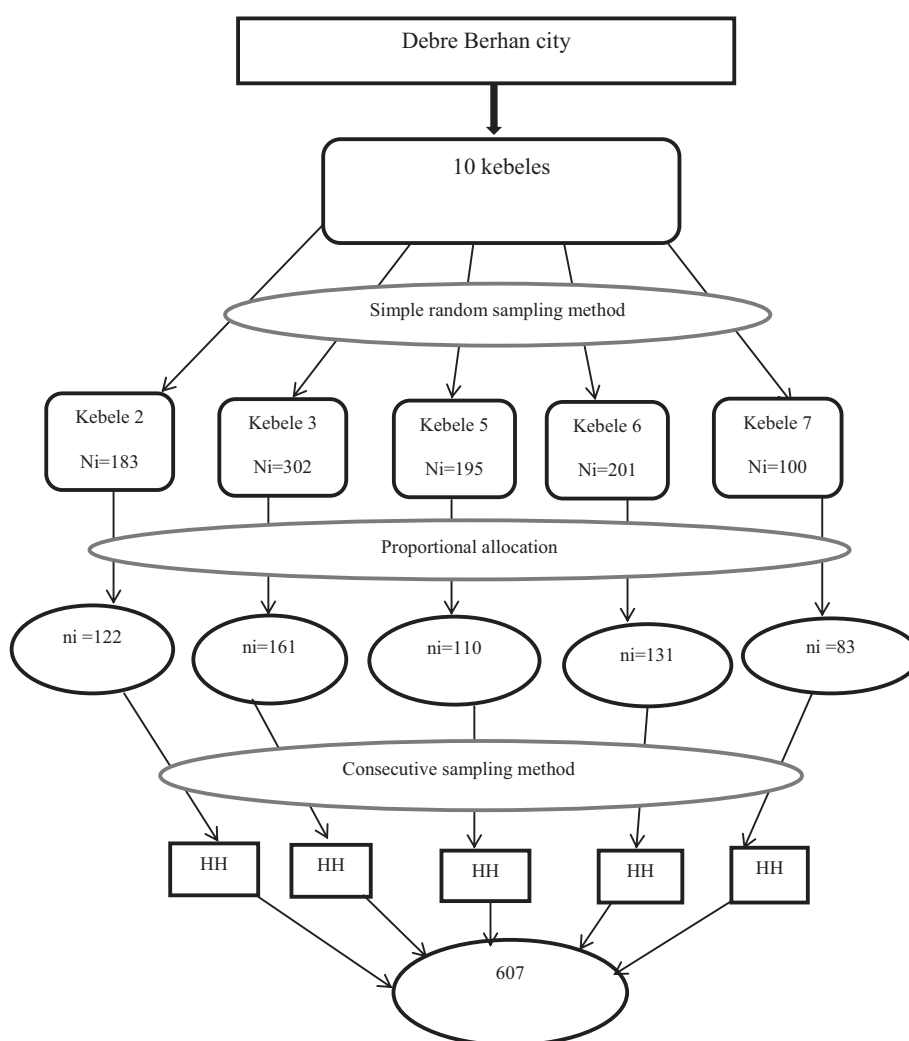 Debre Berhan city
10 kebeles
Simple random sampling method
Kebele 2
Ni=183
Kebele 3
Ni=302
Kebele 5
Ni=195
Kebele 6
Ni=201
Kebele 7
Ni=100
Proportional allocation
ni =122
ni=161
ni=110
ni=131
ni =83
Consecutive sampling method
HH
HH
HH
HH
HH
607